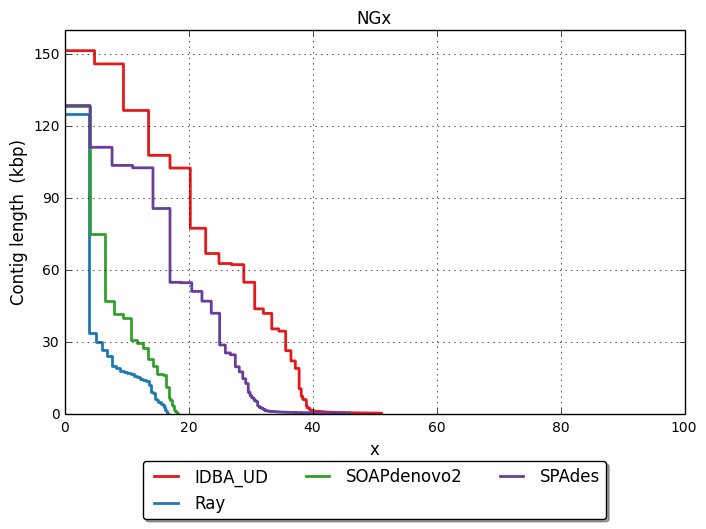 NGx
Contig length (kbp)
150
120
90
60
30
0
0 20 40 60 80 100
x
IDBA_UD SOAPdenovo2 SPAdes
Ray